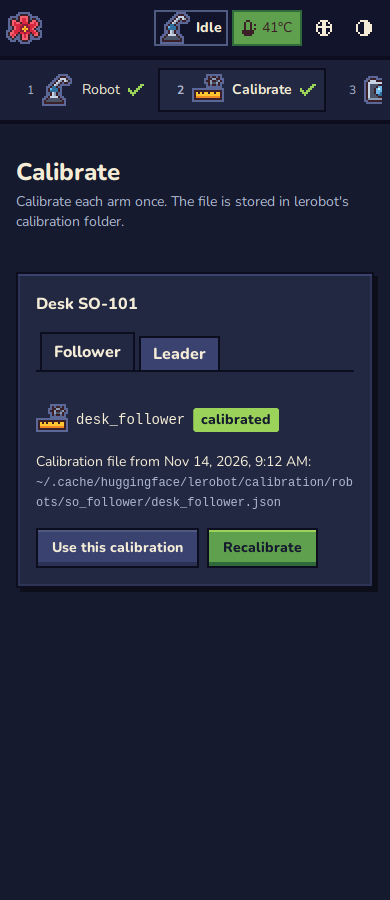 Idle
41°C
1 Robot
2 Calibrate
3
Calibrate
Calibrate each arm once. The file is stored in lerobot's
calibration folder.
Desk SO-101
Follower
Leader
desk_follower
calibrated
Calibration file from Nov 14, 2026, 9:12 AM:
~/.cache/huggingface/lerobot/calibration/rob
ots/so_follower/desk_follower.json
Use this calibration
Recalibrate